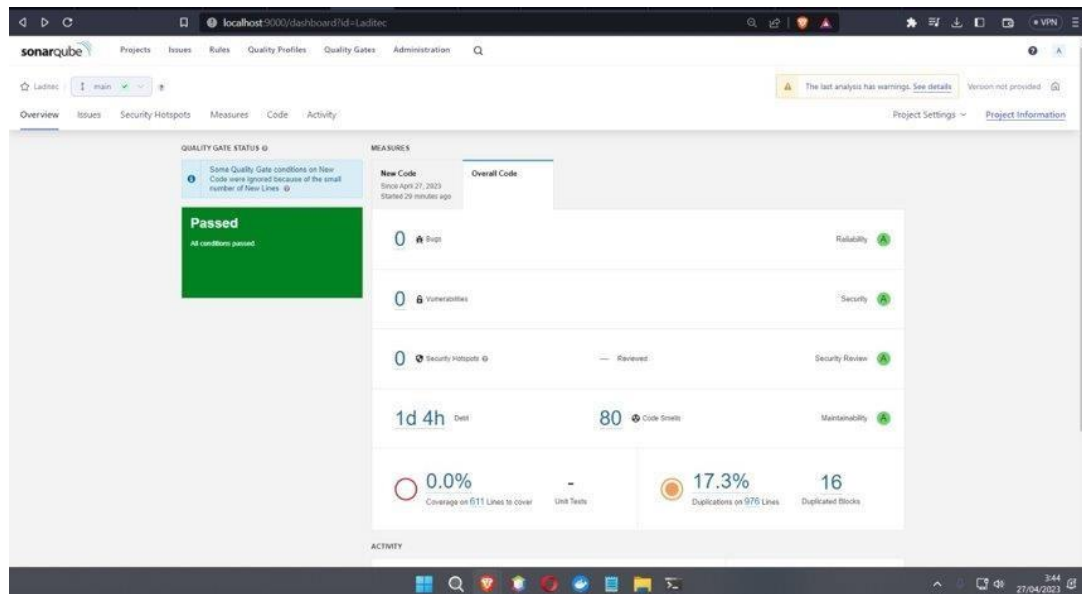 localhost:9000/dashboard?id=Laditec
VPN
sonarqube Projects Issues Rules Quality Profiles Quality Gates Administration
A
Laditec main
The last analysis has warnings. See details Version not provided
Overview Issues Security Hotspots Measures Code Activity
Project Settings Project Information
QUALITY GATE STATUS
Some Quality Gate conditions on New
Code were ignored because of the small
number of New Lines
Passed
All conditions passed.
MEASURES
New Code
Since April 27, 2023
Started 29 minutes ago
Overall Code
0 Bugs Reliability A
0 Vulnerabilities Security A
0 Security Hotspots — Reviewed Security Review A
1d 4h Debt 80 Code Smells Maintainability A
0.0%
Coverage on 611 Lines to cover
-
Unit Tests
17.3%
Duplications on 976 Lines
16
Duplicated Blocks
ACTIVITY
3:44
27/04/2023